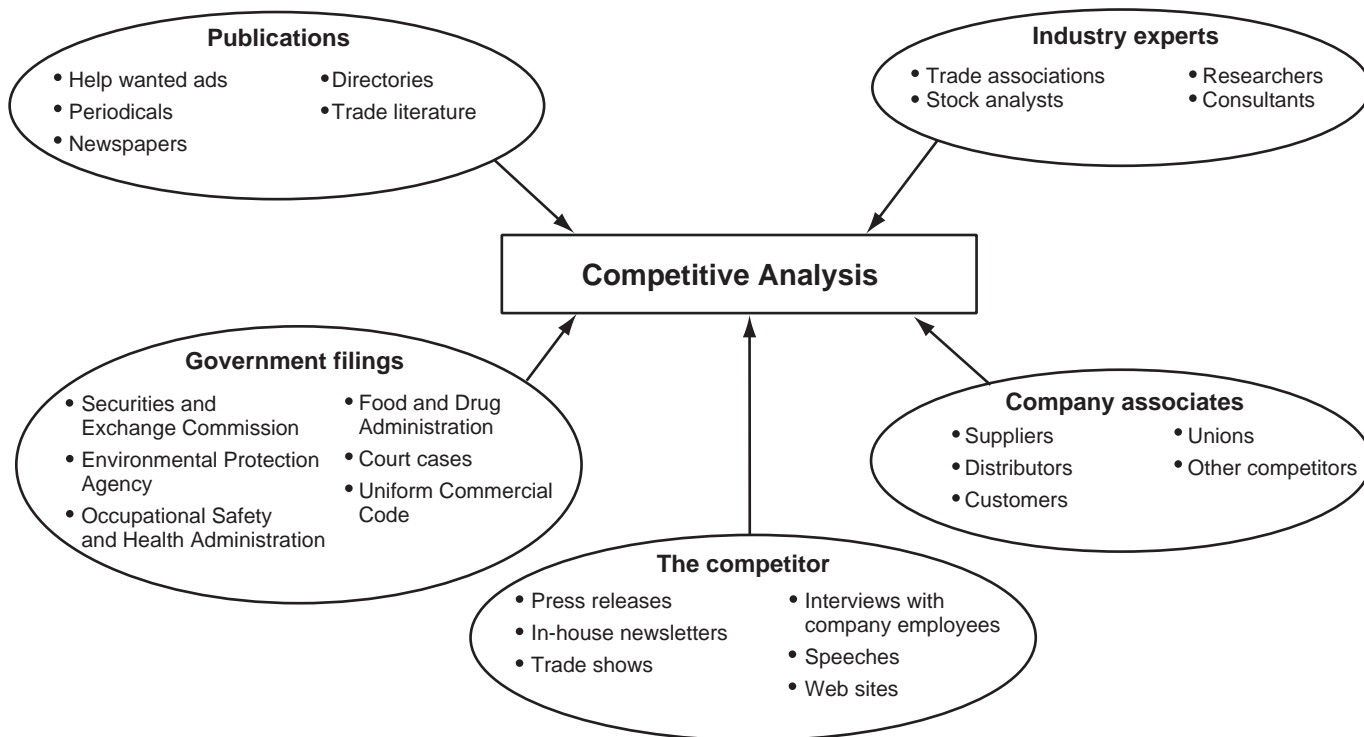 Publications
• Help wanted ads
• Periodicals
• Newspapers
• Directories
• Trade literature
Industry experts
• Trade associations
• Stock analysts
• Researchers
• Consultants
Competitive Analysis
Government filings
• Securities and
Exchange Commission
• Environmental Protection
Agency
• Occupational Safety
and Health Administration
• Food and Drug
Administration
• Court cases
• Uniform Commercial
Code
Company associates
• Suppliers
• Distributors
• Customers
• Unions
• Other competitors
The competitor
• Press releases
• In-house newsletters
• Trade shows
• Interviews with
company employees
• Speeches
• Web sites